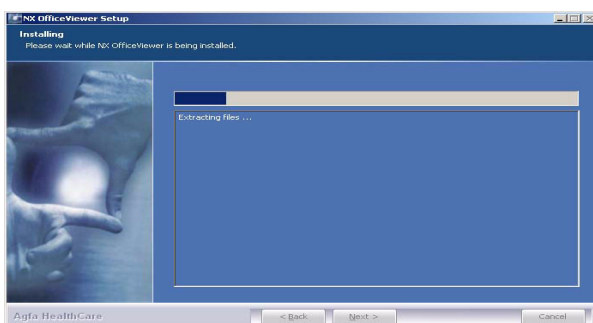 NX OfficeViewer Setup
Installing
Please wait while NX OfficeViewer is being installed.
Extracting files ...
Agfa HealthCare
< Back
Next >
Cancel